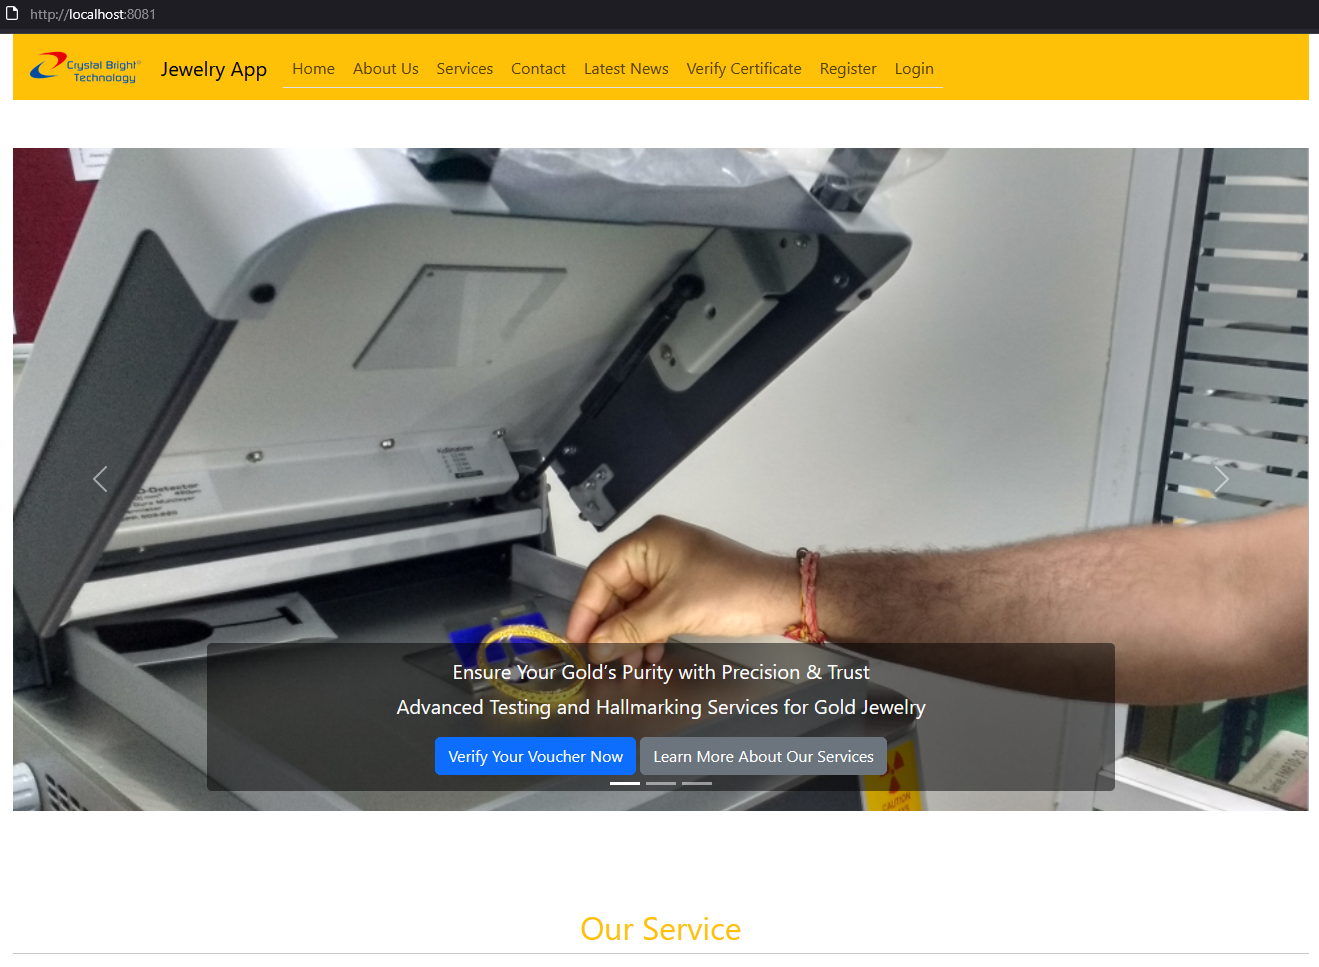 http://localhost:8081
Crystal Bright®
Technology
Jewelry App Home About Us Services Contact Latest News Verify Certificate Register Login
Ensure Your Gold’s Purity with Precision & Trust
Advanced Testing and Hallmarking Services for Gold Jewelry
Verify Your Voucher Now Learn More About Our Services
CAUTION
Our Service